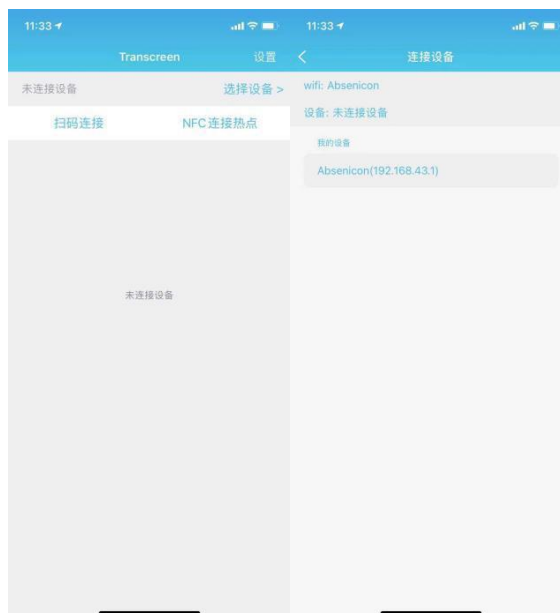 11:33
Transcreen
设置
未连接设备
选择设备 >
扫码连接
NFC连接热点
未连接设备
11:33
连接设备
wifi: Absenicon
设备: 未连接设备
我的设备
Absenicon(192.168.43.1)